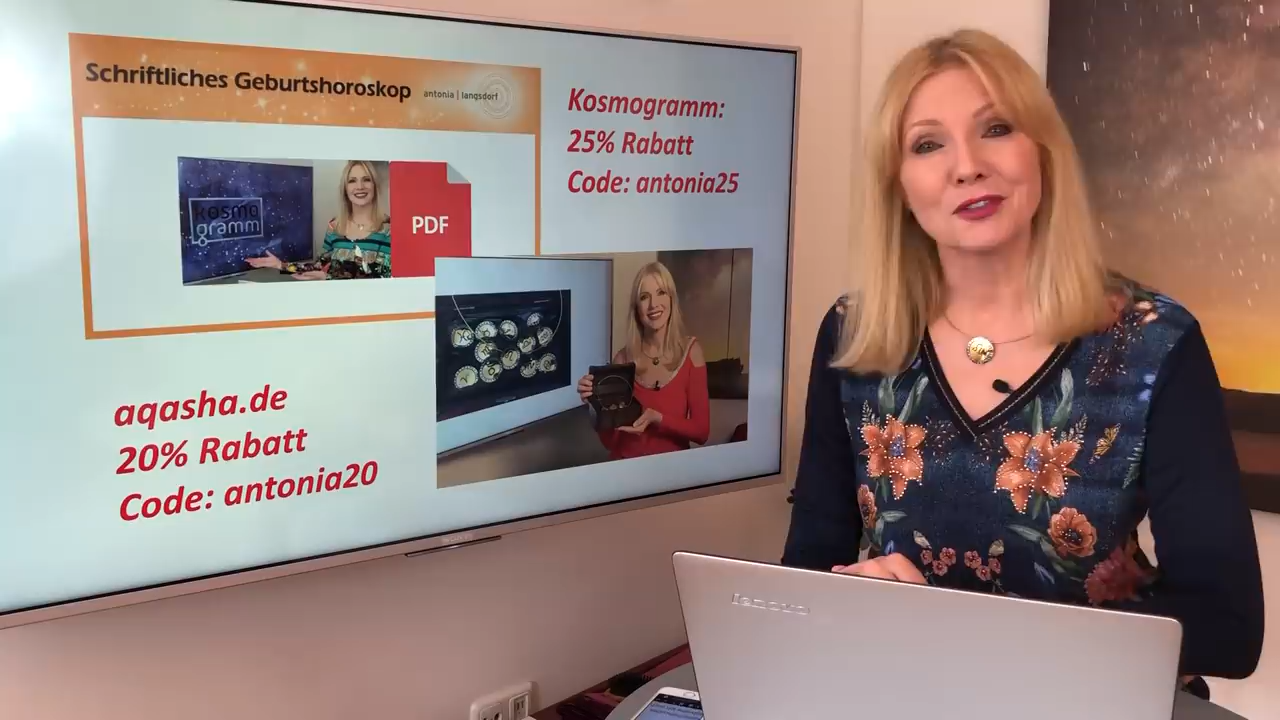 Schriftliches Geburtshoroskop
antonia | langsdorf
kosmo
gramm
PDF
Kosmogramm:
25% Rabatt
Code: antonia25
aqasha.de
20% Rabatt
Code: antonia20
SONY
lenovo